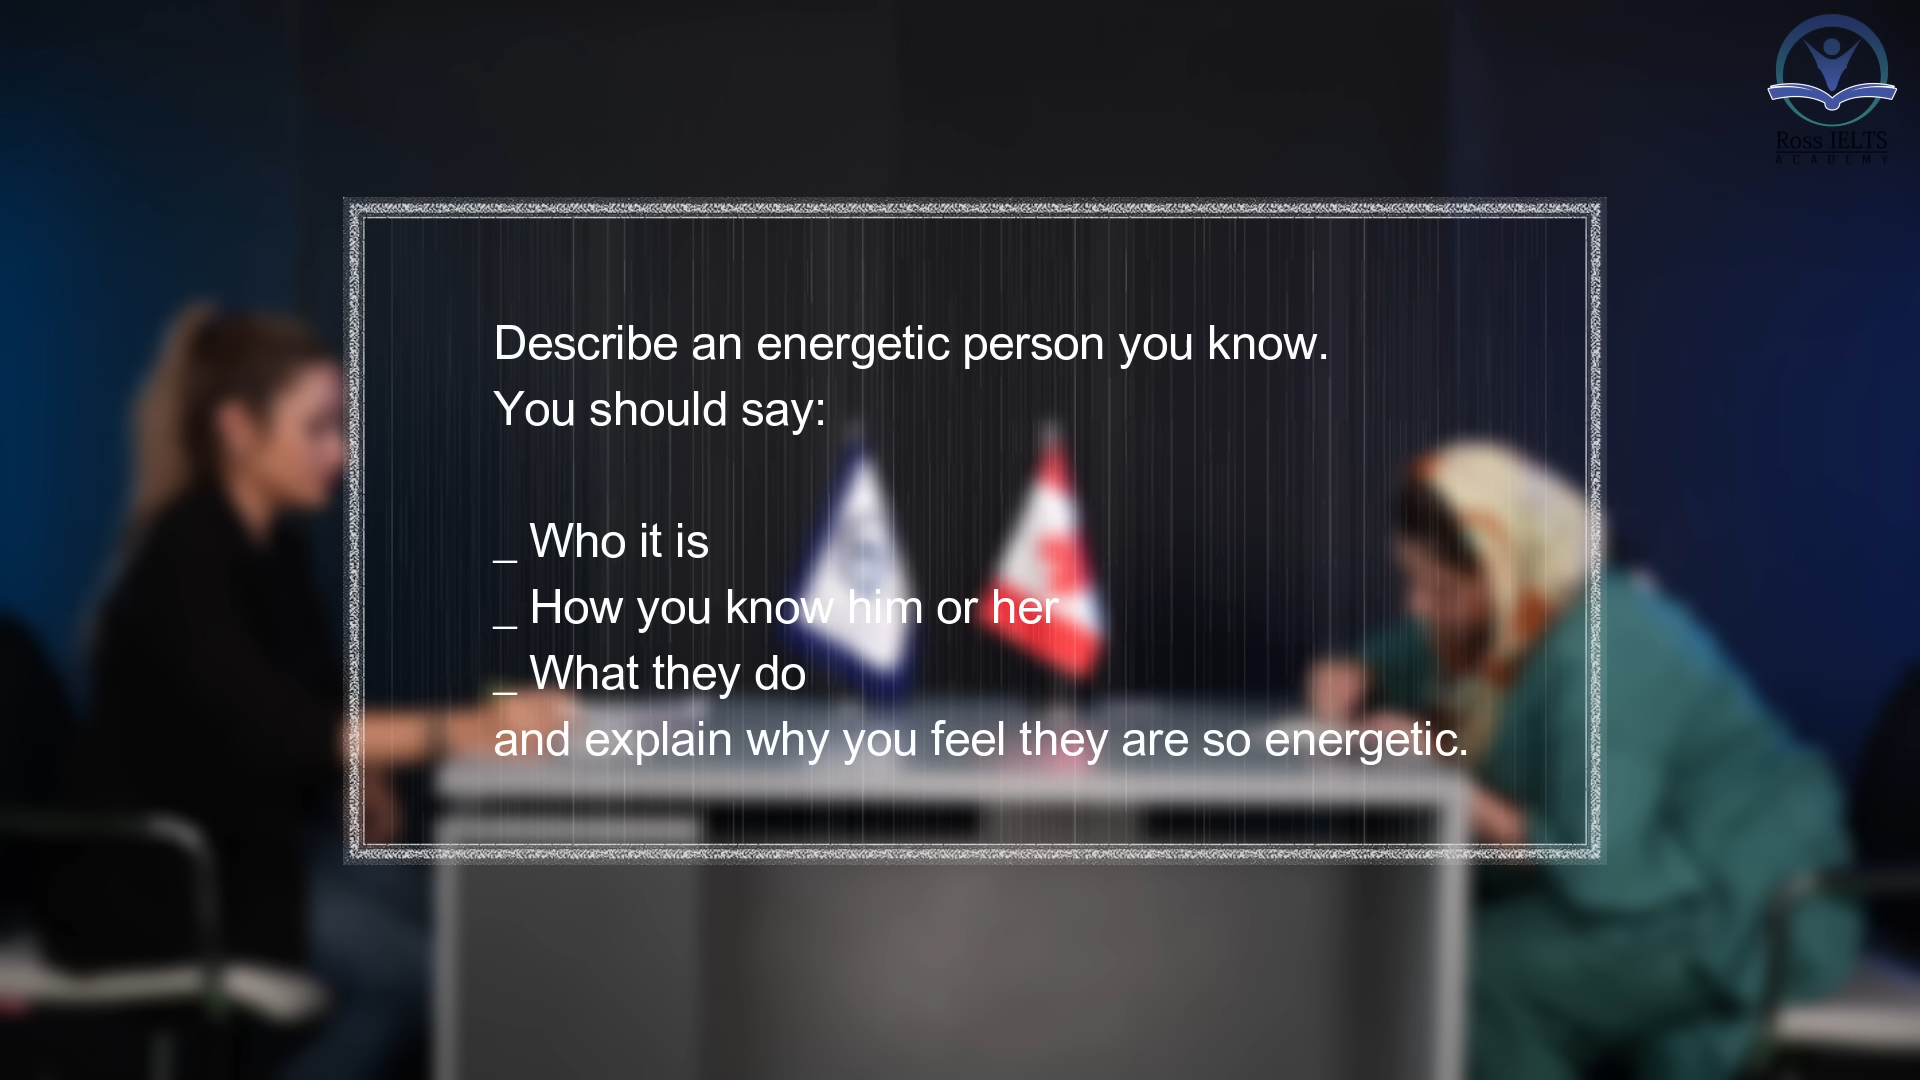 Ross IELTS
ACADEMY
Describe an energetic person you know.
You should say:
_ Who it is
_ How you know him or her
_ What they do
and explain why you feel they are so energetic.